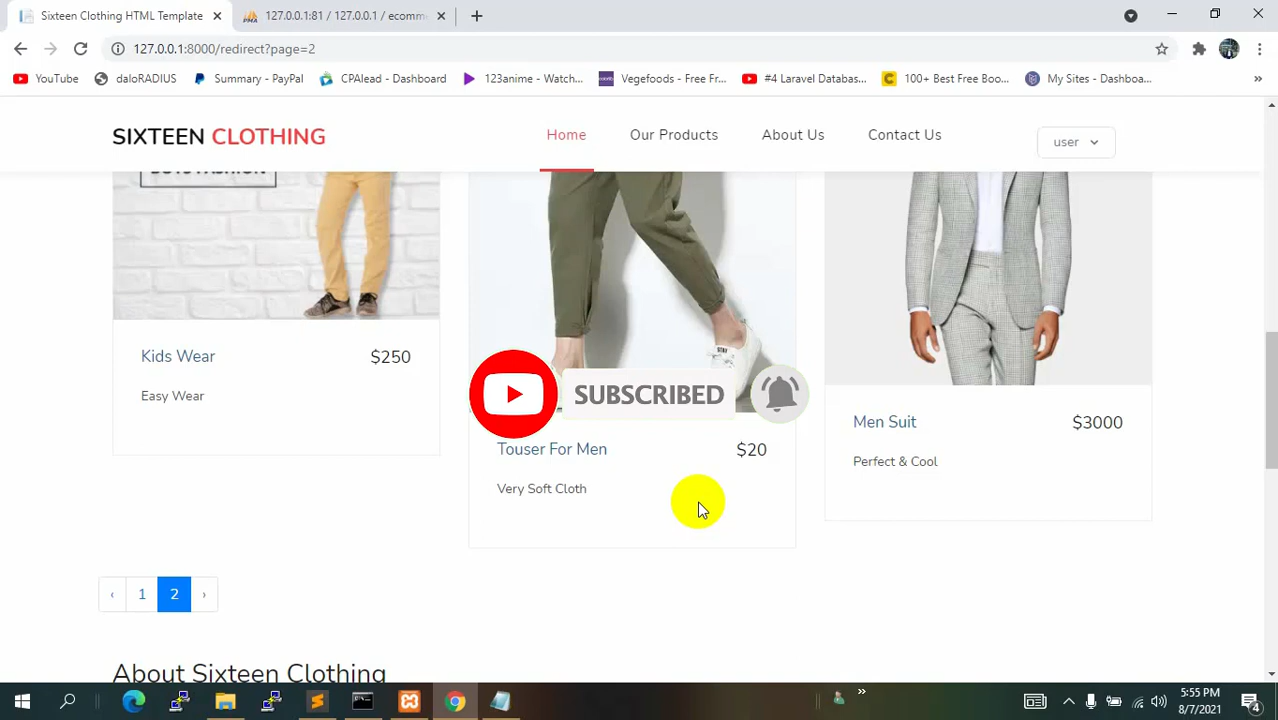 Sixteen Clothing HTML Template
127.0.0.1:81 / 127.0.0.1 / ecomm
127.0.0.1:8000/redirect?page=2
YouTube
daloRADIUS
Summary - PayPal
CPAlead - Dashboard
123anime - Watch...
Vegefoods - Free Fr...
#4 Laravel Databas...
100+ Best Free Boo...
My Sites - Dashboa...
»
SIXTEEN CLOTHING
Home
Our Products
About Us
Contact Us
user
Kids Wear
$250
Easy Wear
SUBSCRIBED
Touser For Men
$20
Very Soft Cloth
Men Suit
$3000
Perfect & Cool
‹ 1 2 ›
About Sixteen Clothing
5:55 PM
8/7/2021
4